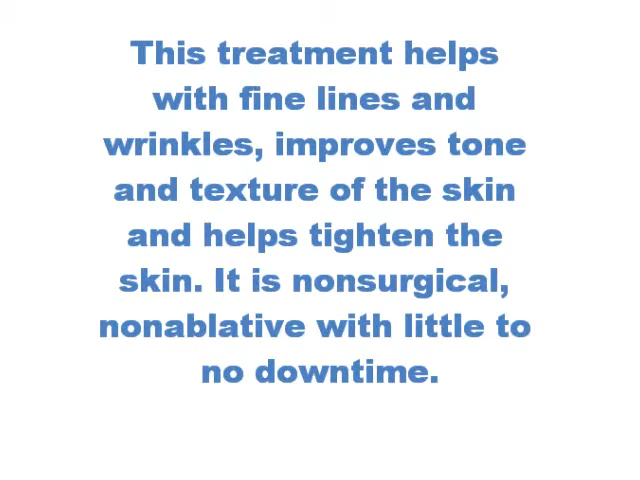 This treatment helps
with fine lines and
wrinkles, improves tone
and texture of the skin
and helps tighten the
skin. It is nonsurgical,
nonablative with little to
no downtime.